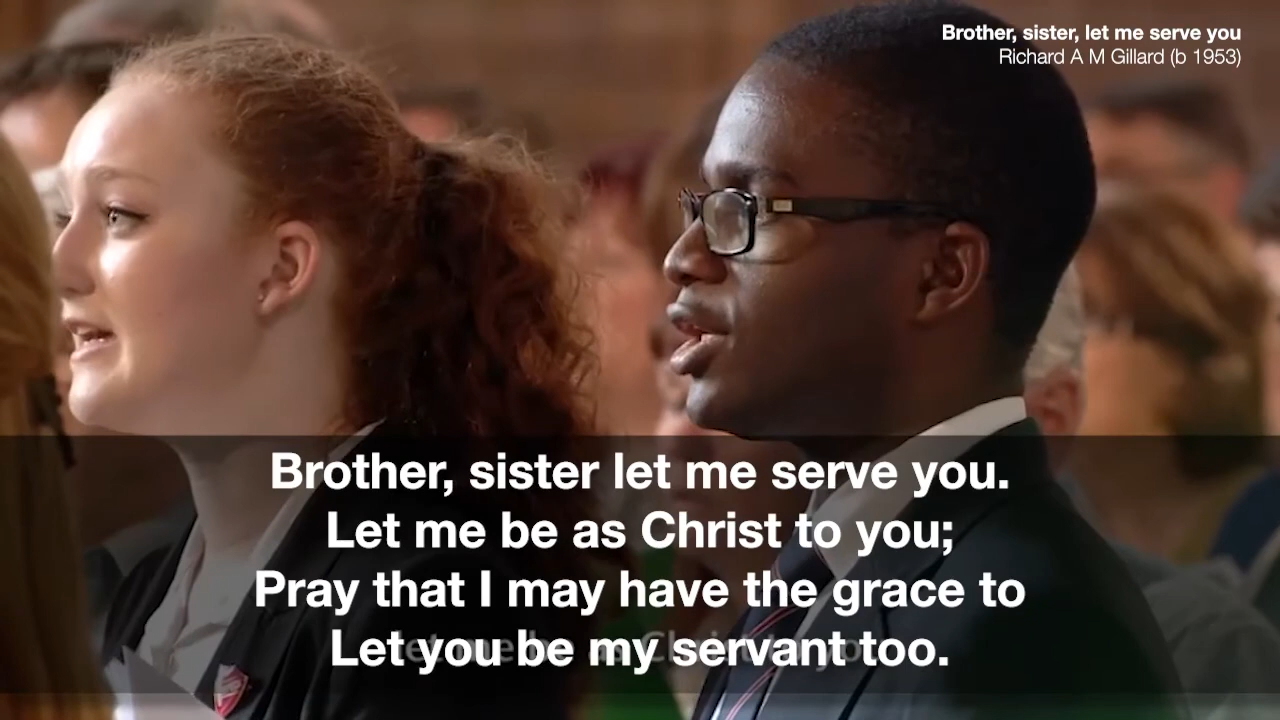 Brother, sister, let me serve you
Richard A M Gillard (b 1953)
Brother, sister let me serve you.
Let me be as Christ to you;
Pray that I may have the grace to
Let you be my servant too.